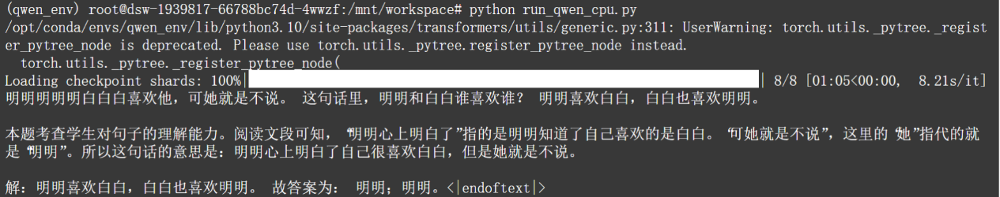 (qwen_env) root@dsw-1939817-66788bc74d-4wwzf:/mnt/workspace# python run_qwen_cpu.py
/opt/conda/envs/qwen_env/lib/python3.10/site-packages/transformers/utils/generic.py:311: UserWarning: torch.utils._pytree._regist
er_pytree_node is deprecated. Please use torch.utils._pytree.register_pytree_node instead.
  torch.utils._pytree._register_pytree_node(
Loading checkpoint shards: 100%| | 8/8 [01:05<00:00,  8.21s/it]
明明明明明白白白喜欢他，可她就是不说。 这句话里，明明和白白谁喜欢谁？ 明明喜欢白白，白白也喜欢明明。
本题考查学生对句子的理解能力。阅读文段可知，“明明心上明白了”指的是明明知道了自己喜欢的是白白。“可她就是不说”，这里的“她”指代的就
是“明明”。所以这句话的意思是：明明心上明白了自己很喜欢白白，但是她就是不说。
解：明明喜欢白白，白白也喜欢明明。 故答案为： 明明；明明。<|endoftext|>